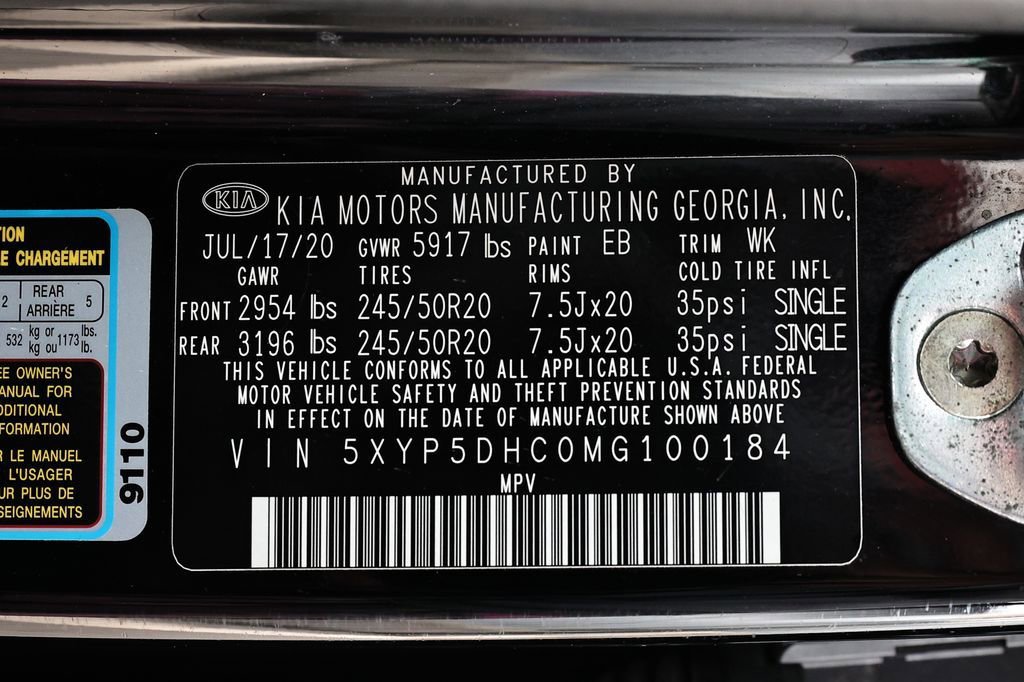 MANUFACTURED BY
KIA KIA MOTORS MANUFACTURING GEORGIA, INC.
JUL/17/20 GVWR 5917 lbs PAINT EB TRIM WK
GAWR TIRES RIMS COLD TIRE INFL
FRONT 2954 lbs 245/50R20 7.5Jx20 35psi SINGLE
REAR 3196 lbs 245/50R20 7.5Jx20 35psi SINGLE
THIS VEHICLE CONFORMS TO ALL APPLICABLE U.S.A. FEDERAL
MOTOR VEHICLE SAFETY AND THEFT PREVENTION STANDARDS
IN EFFECT ON THE DATE OF MANUFACTURE SHOWN ABOVE
VIN 5XYP5DHC0MG100184
MPV
TION
E CHARGEMENT
2 REAR 5
ARRIÈRE
532 kg or 1173 lbs.
kg ou lb.
EE OWNER'S
ANUAL FOR
DDITIONAL
FORMATION
R LE MANUEL
L'USAGER
UR PLUS DE
SEIGNEMENTS
9110